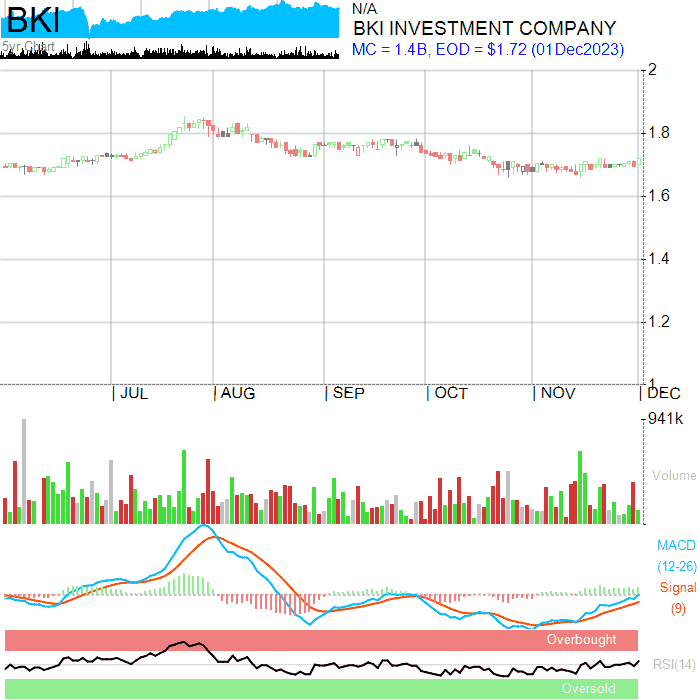 BKI
5yr Chart
N/A
BKI INVESTMENT COMPANY
MC = 1.4B, EOD = $1.72 (01Dec2023)
2
1.8
1.6
1.4
1.2
1
| JUL | AUG | SEP | OCT | NOV | DEC
941k
Volume
MACD
(12-26)
Signal
(9)
Overbought
RSI(14)
Oversold